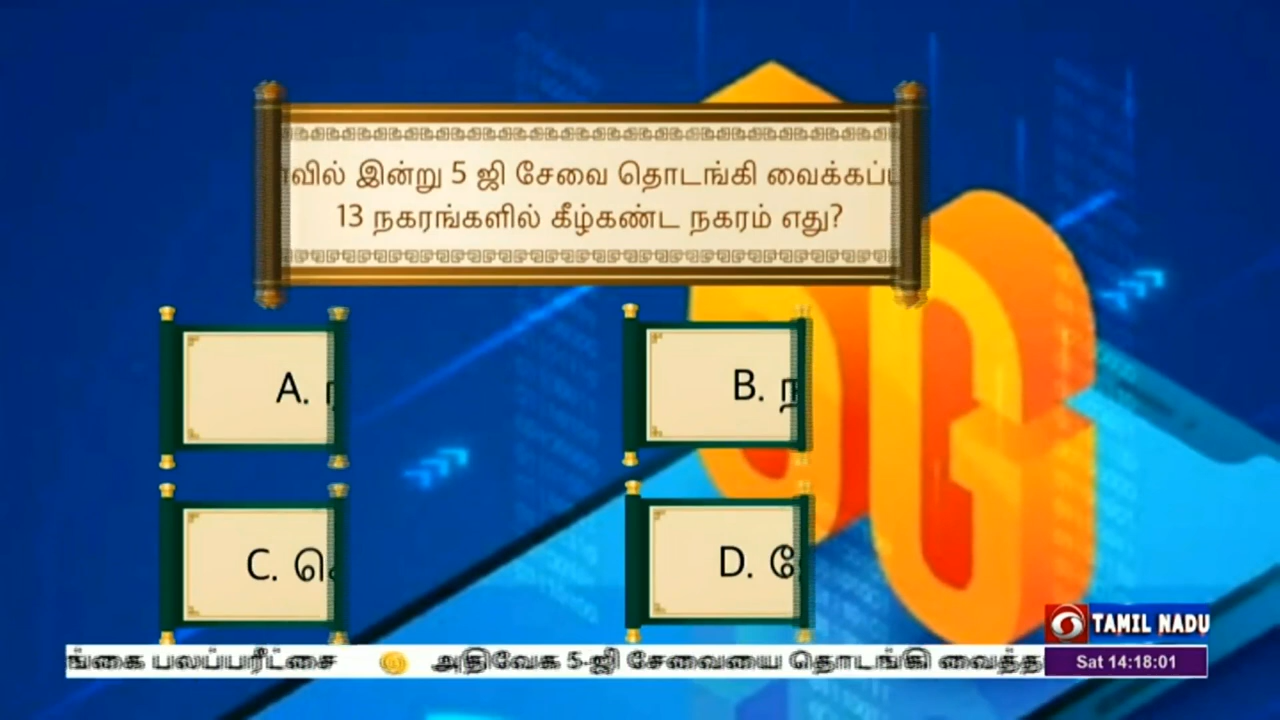 வில் இன்று 5 ஜி சேவை தொடங்கி வைக்கப்
13 நகரங்களில் கீழ்கண்ட நகரம் எது?
A.
B. ந
C.
D.
TAMIL NADU
பலப்பரீட்சை அதிவேக 5-ஜி சேவையை தொடங்கி வைத்த
Sat 14:18:01